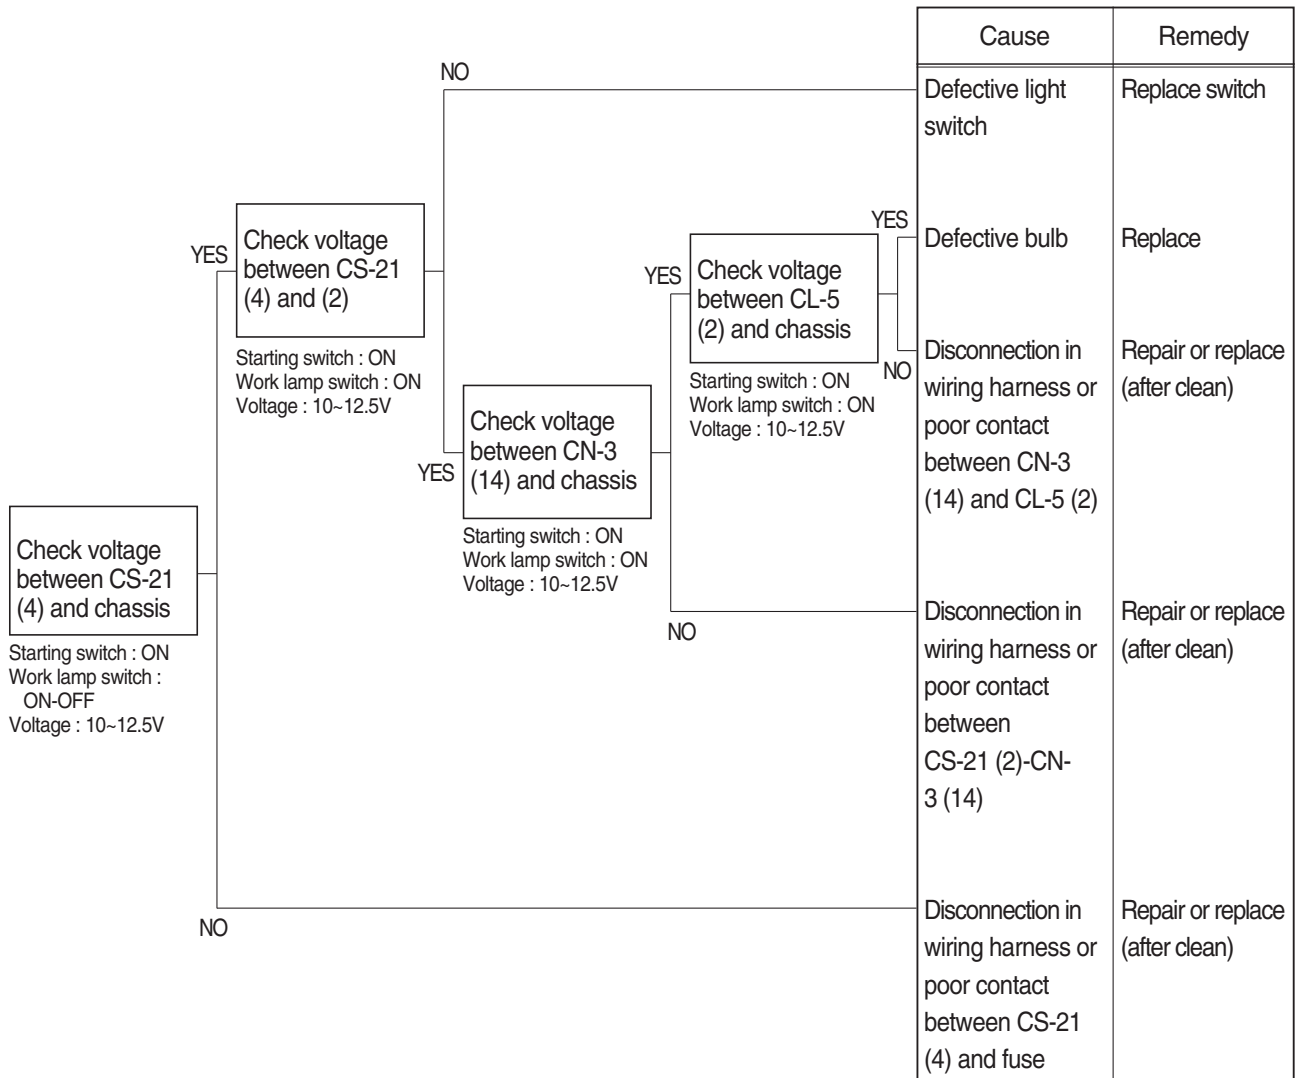 Cause
Remedy
NO
Defective light
switch
Replace switch
YES
Check voltage
between CS-21
(4) and (2)
Starting switch : ON
Work lamp switch : ON
Voltage : 10~12.5V
YES
Defective bulb
Replace
YES
Check voltage
between CL-5
(2) and chassis
Starting switch : ON
Work lamp switch : ON
Voltage : 10~12.5V
NO
Disconnection in
wiring harness or
poor contact
between CN-3
(14) and CL-5 (2)
Repair or replace
(after clean)
YES
Check voltage
between CN-3
(14) and chassis
Starting switch : ON
Work lamp switch : ON
Voltage : 10~12.5V
Check voltage
between CS-21
(4) and chassis
Starting switch : ON
Work lamp switch :
ON-OFF
Voltage : 10~12.5V
NO
Disconnection in
wiring harness or
poor contact
between
CS-21 (2)-CN-
3 (14)
Repair or replace
(after clean)
NO
Disconnection in
wiring harness or
poor contact
between CS-21
(4) and fuse
Repair or replace
(after clean)